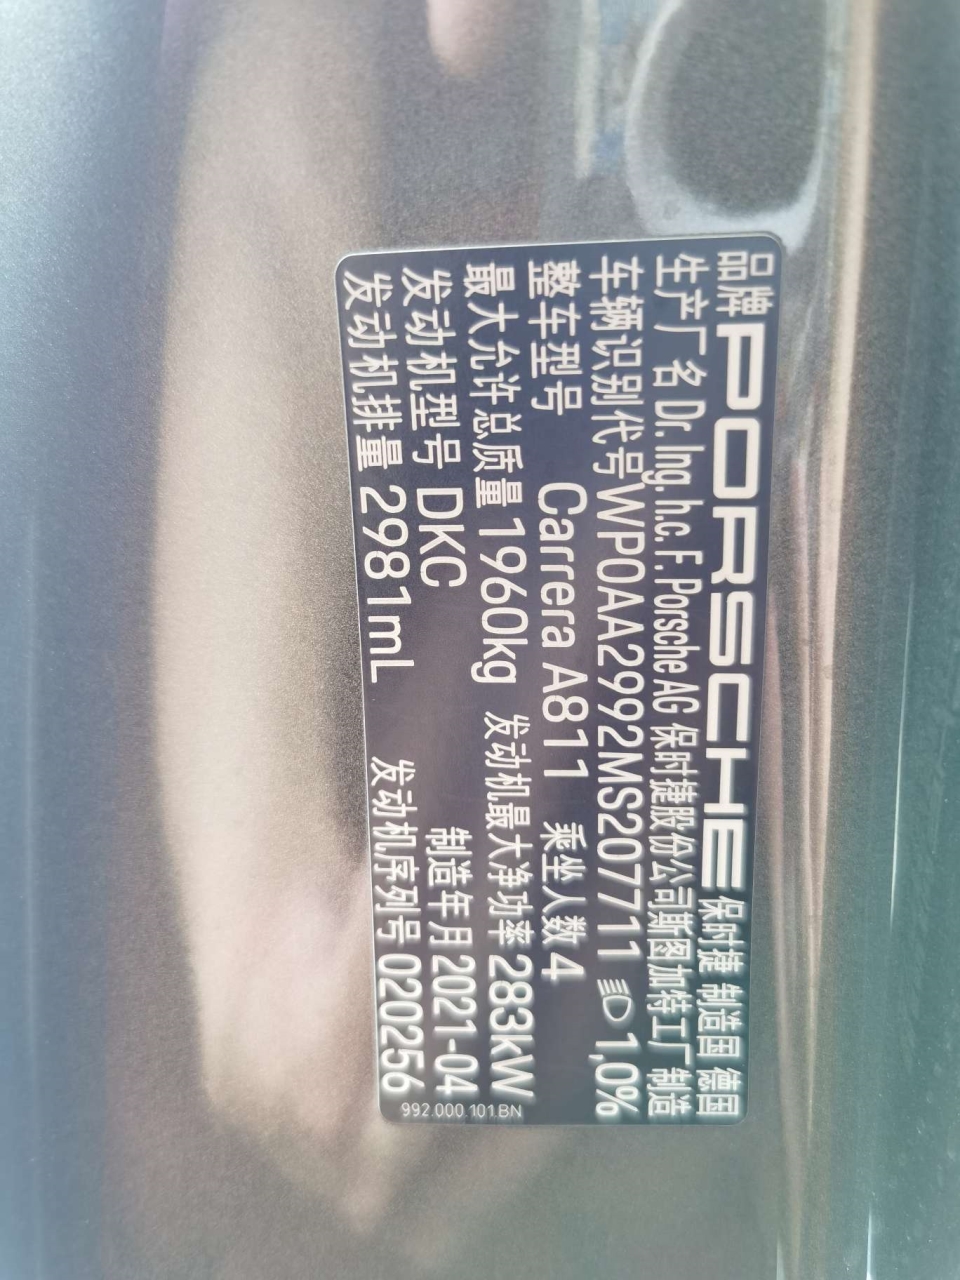 品牌 PORSCHE 保时捷 制造国 德国
生产厂名 Dr. Ing. h.c. F. Porsche AG 保时捷股份公司斯图加特工厂制造
车辆识别代号 WP0AA2992MS207711 1,0%
整车型号 Carrera A811 乘坐人数 4
最大允许总质量 1960kg 发动机最大净功率 283kW
发动机型号 DKC 制造年月 2021-04
发动机排量 2981mL 发动机序列号 020256
992.000.101.BN